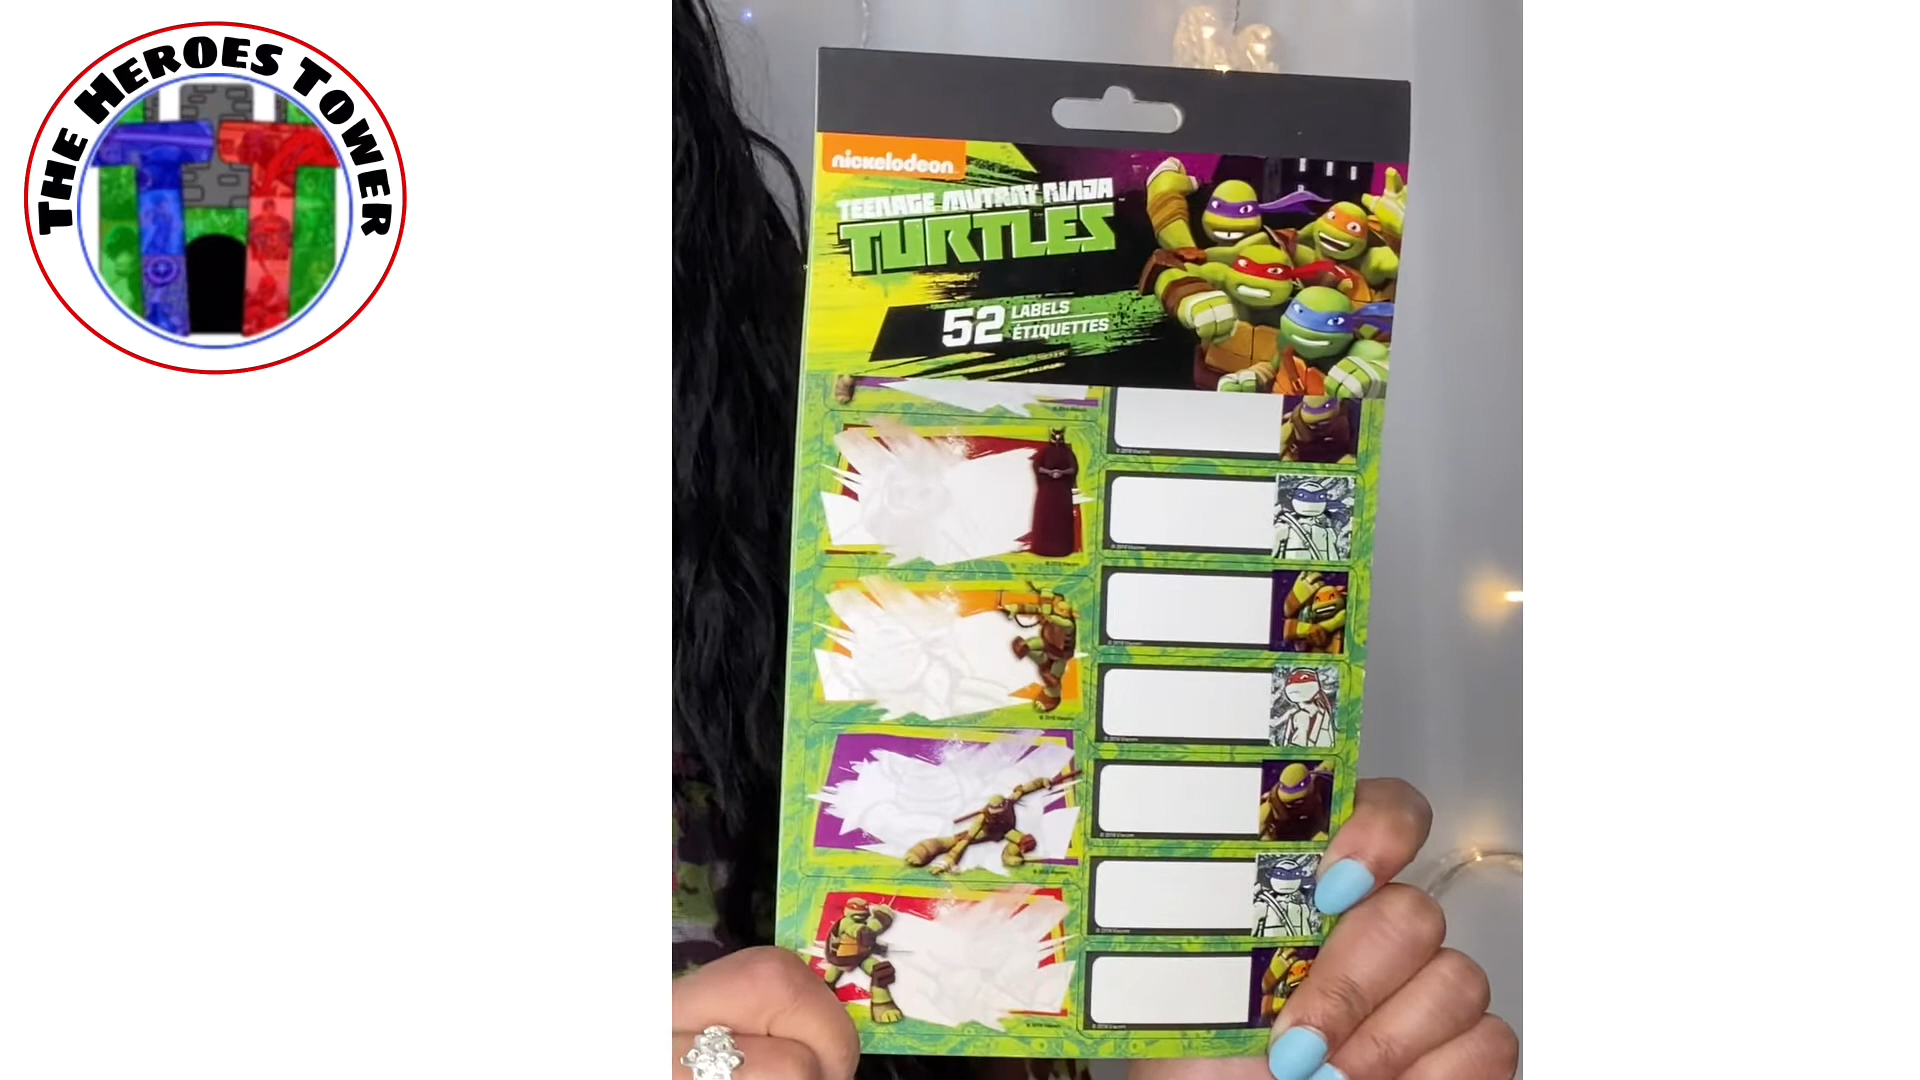 THE HEROES TOWER
nickelodeon
TEENAGE MUTANT NINJA
TURTLES
52 LABELS
ÉTIQUETTES